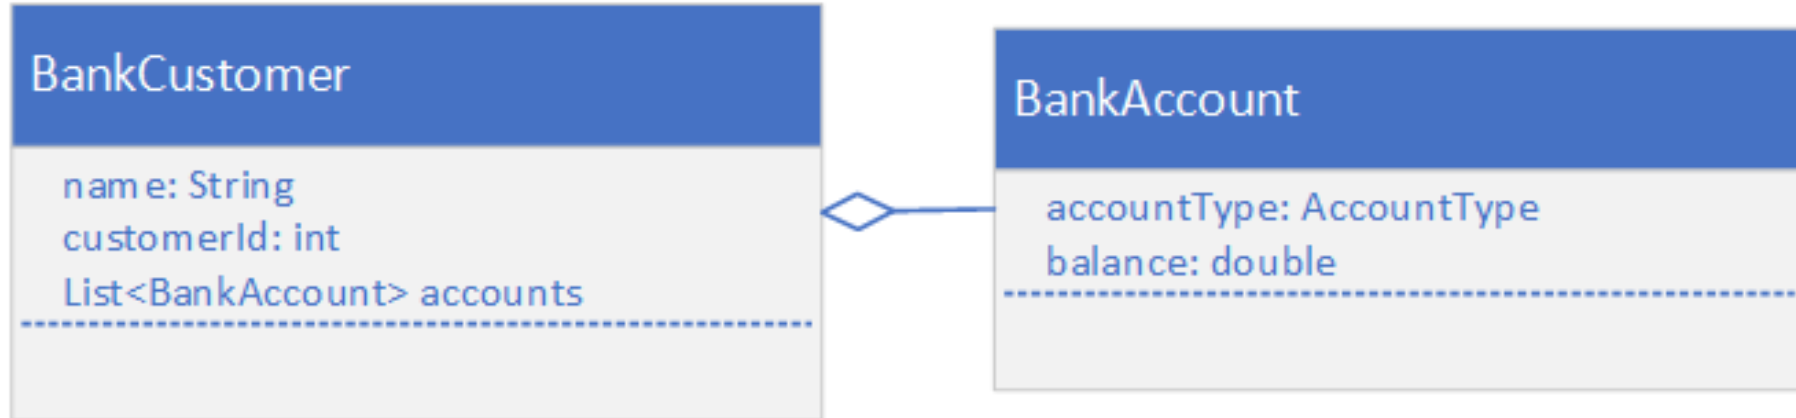 BankCustomer
name: String
customerId: int
List<BankAccount> accounts
BankAccount
accountType: AccountType
balance: double